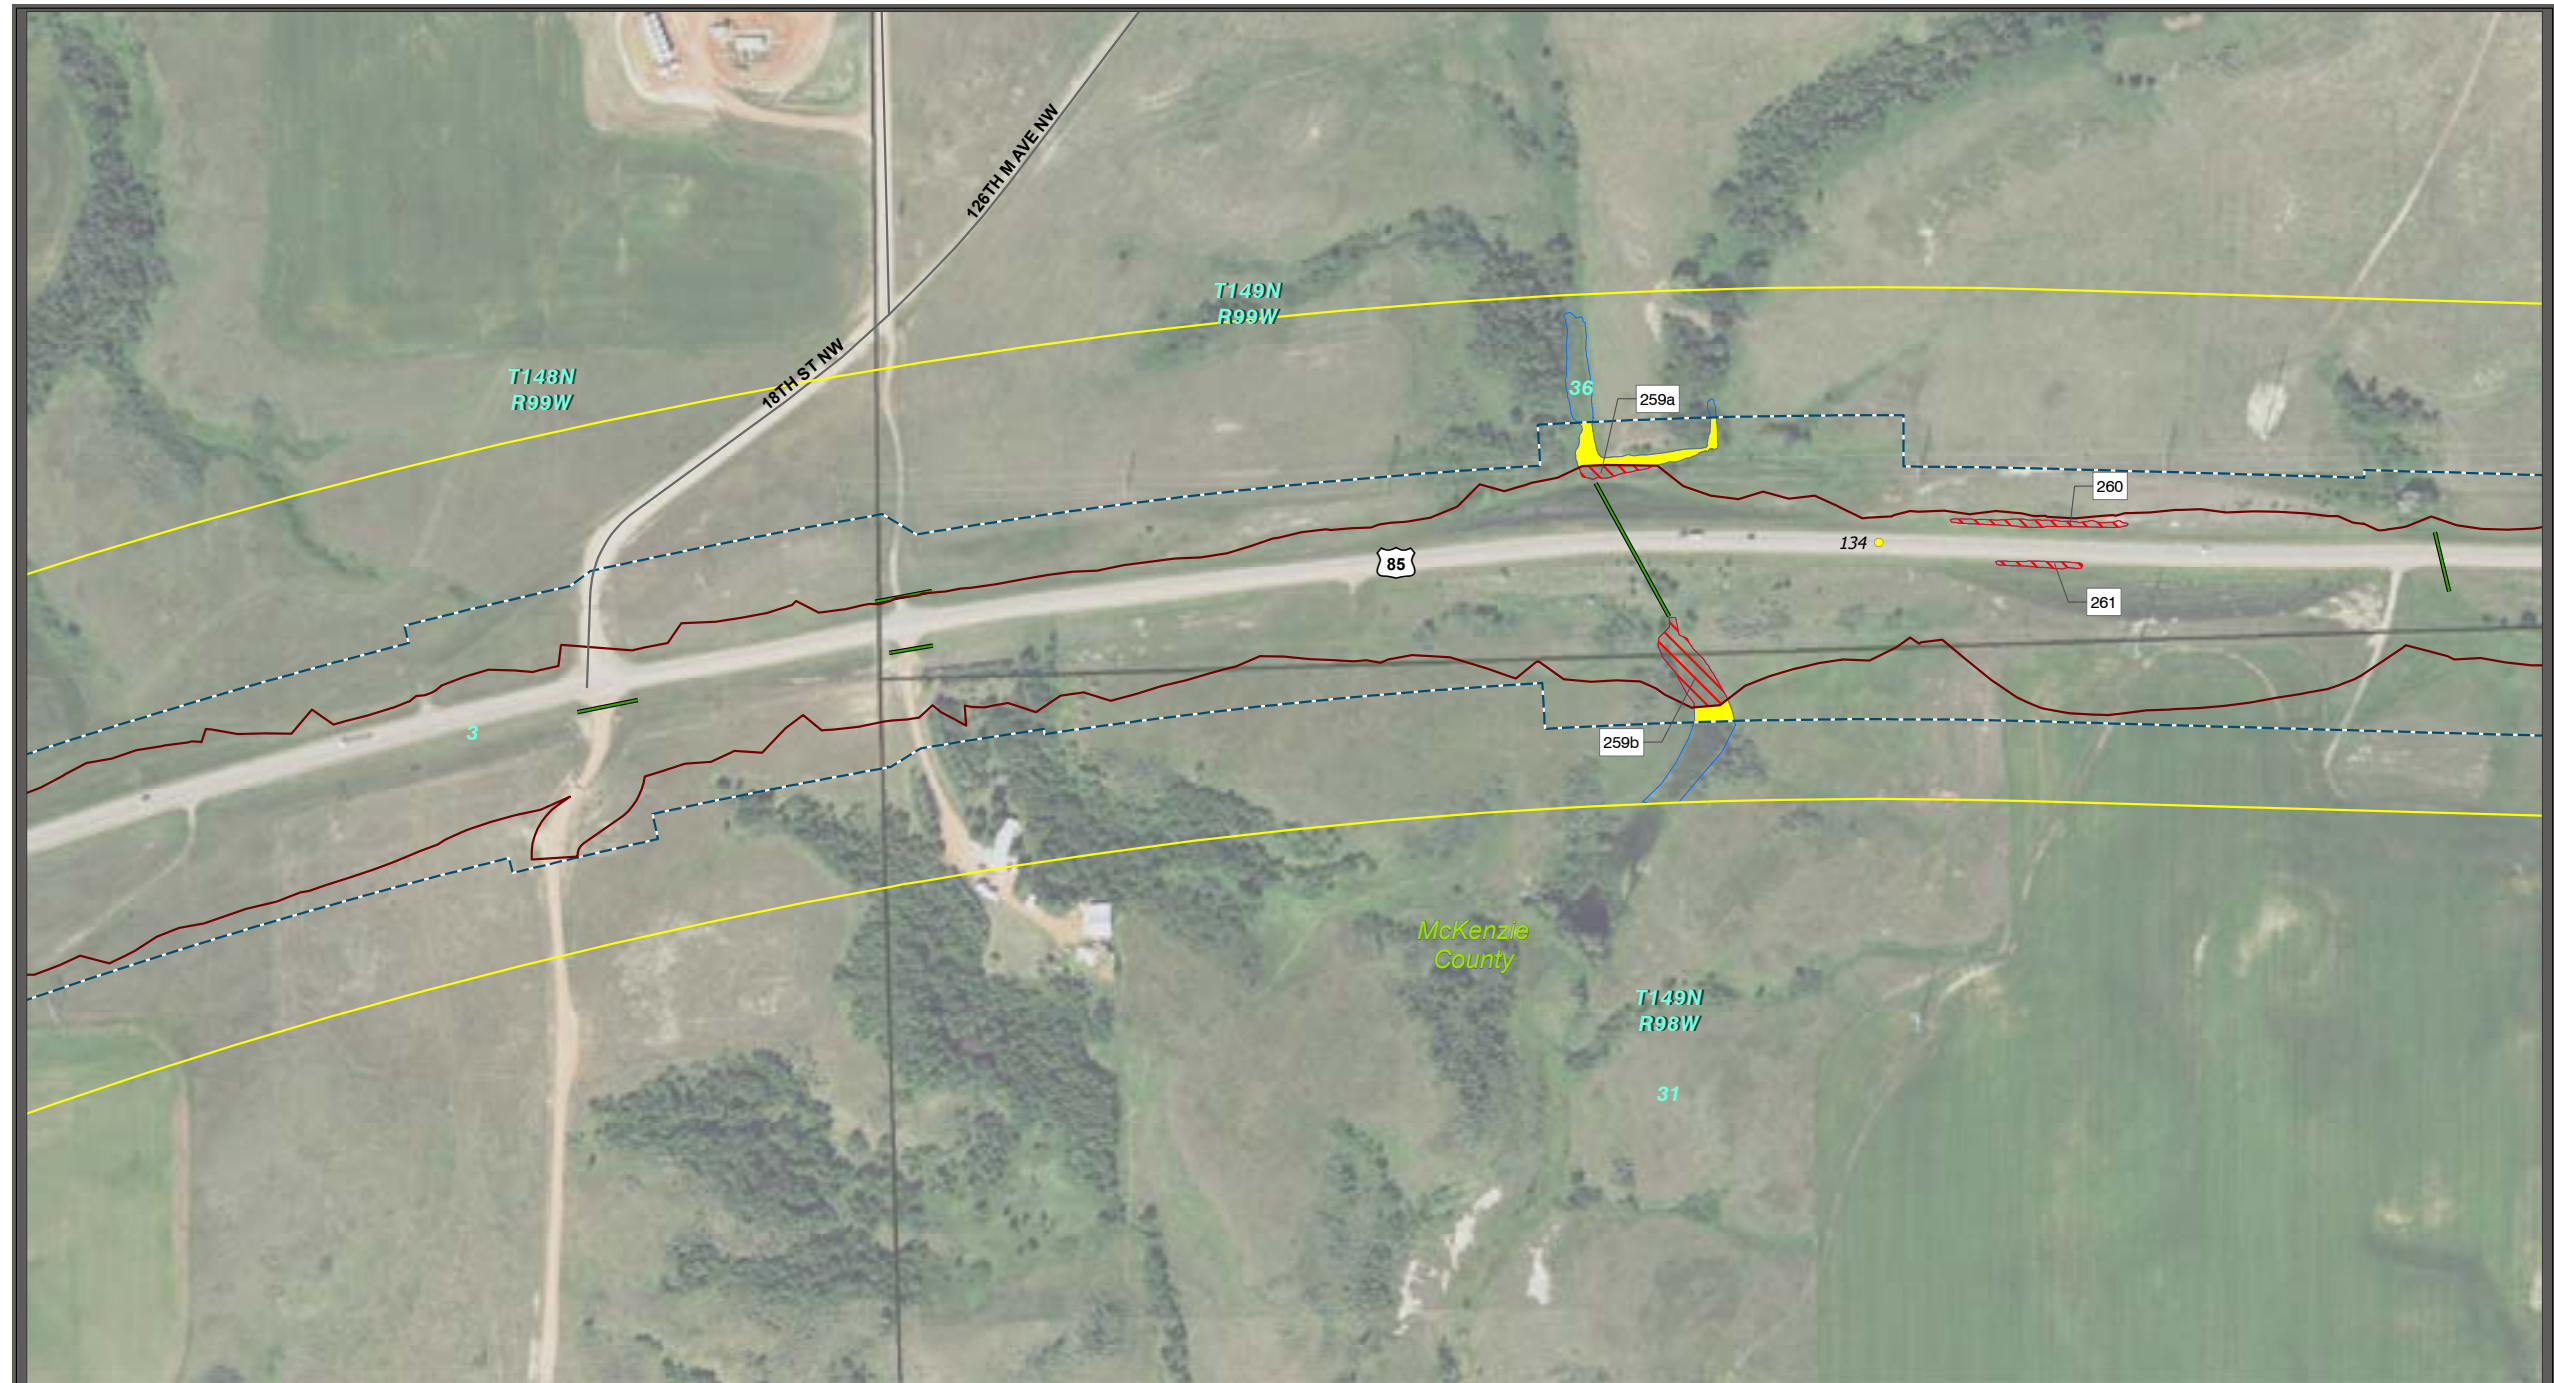 126TH M AVE NW
T149N
R99W
18TH ST NW
T148N
R99W
36
259a
260
134
85
261
3
259b
McKenzie
County
T149N
R98W
31